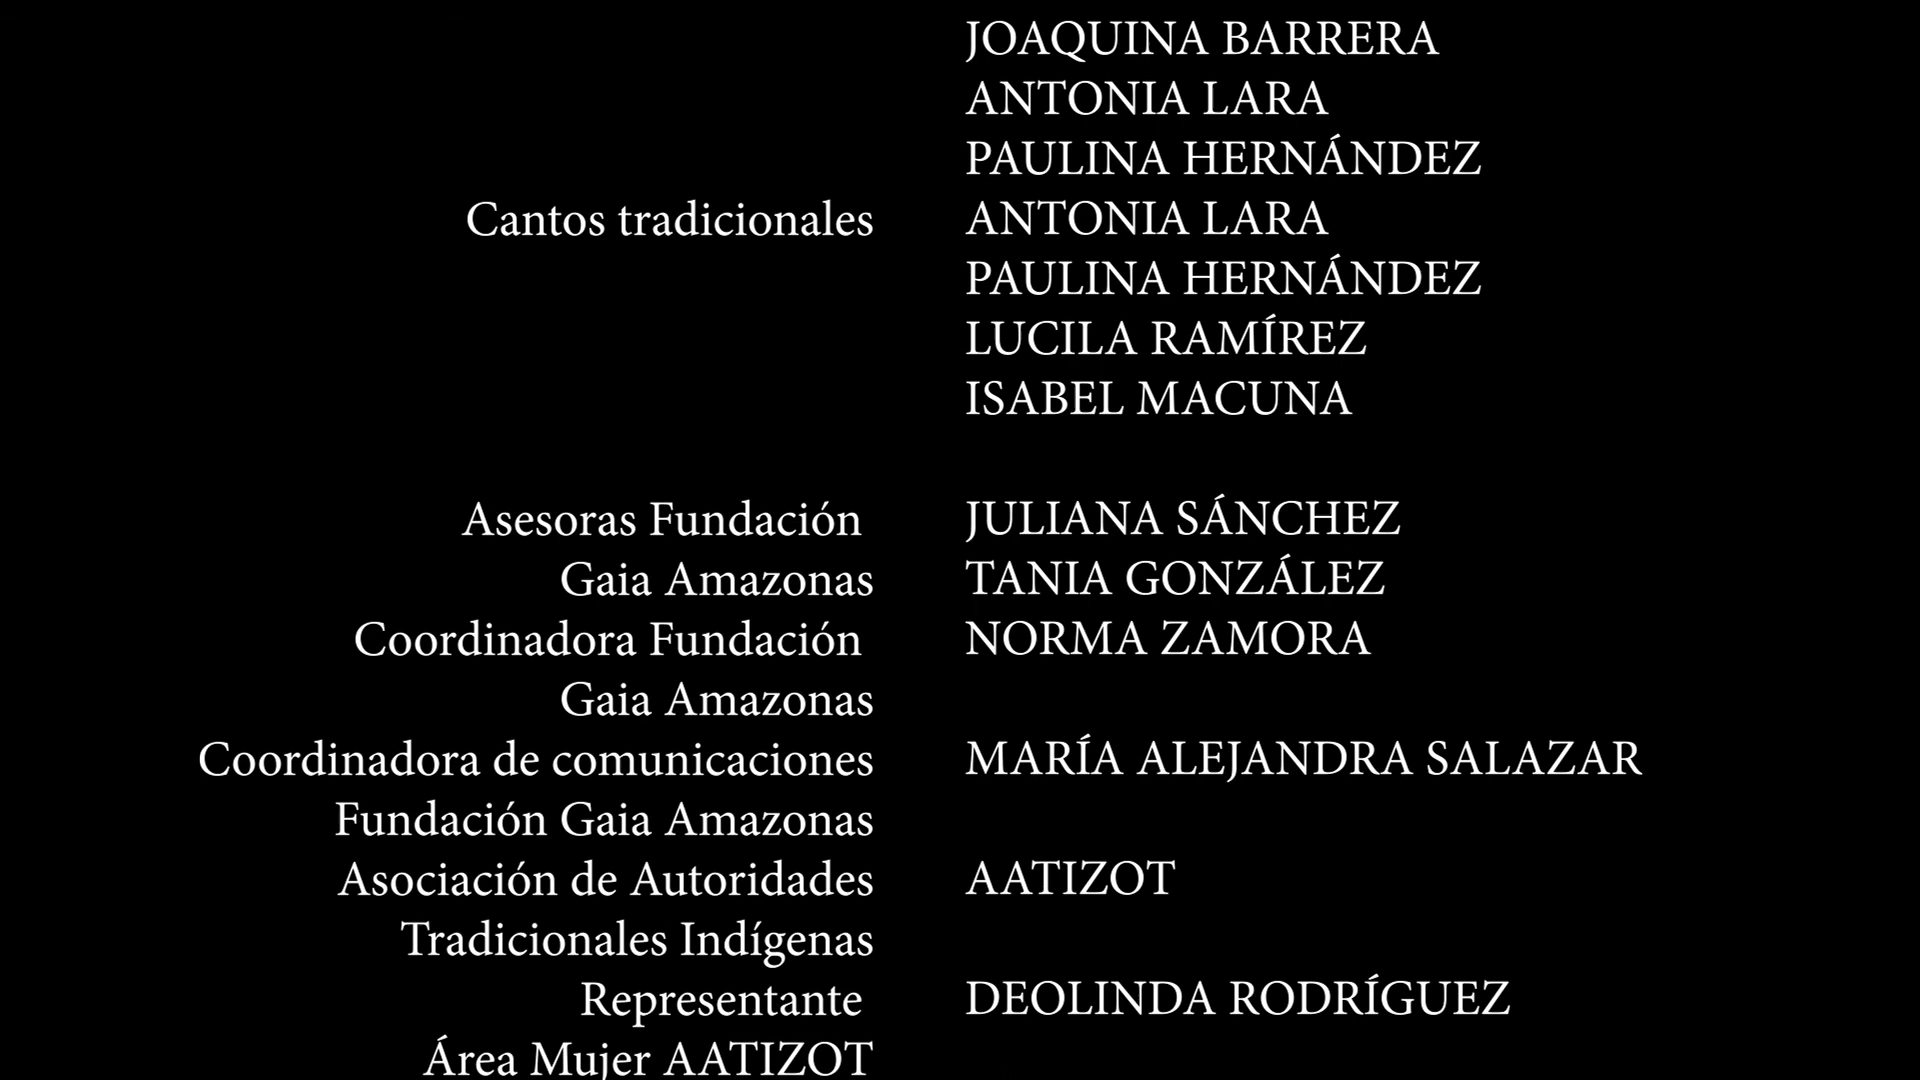 JOAQUINA BARRERA
ANTONIA LARA
PAULINA HERNÁNDEZ
Cantos tradicionales ANTONIA LARA
PAULINA HERNÁNDEZ
LUCILA RAMÍREZ
ISABEL MACUNA
Asesoras Fundación JULIANA SÁNCHEZ
Gaia Amazonas TANIA GONZÁLEZ
Coordinadora Fundación NORMA ZAMORA
Gaia Amazonas
Coordinadora de comunicaciones MARÍA ALEJANDRA SALAZAR
Fundación Gaia Amazonas
Asociación de Autoridades AATIZOT
Tradicionales Indígenas
Representante DEOLINDA RODRÍGUEZ
Área Mujer AATIZOT